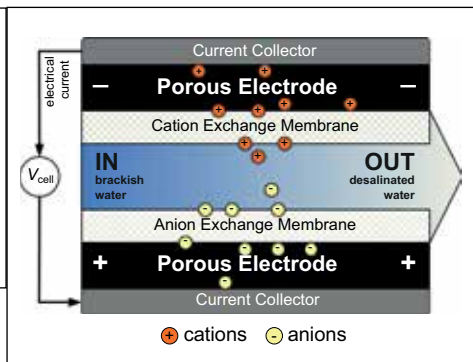 Current Collector
electrical
current
− Porous Electrode −
Cation Exchange Membrane
IN
brackish
water
OUT
desalinated
water
Vcell
Anion Exchange Membrane
+ Porous Electrode +
Current Collector
+ cations - anions